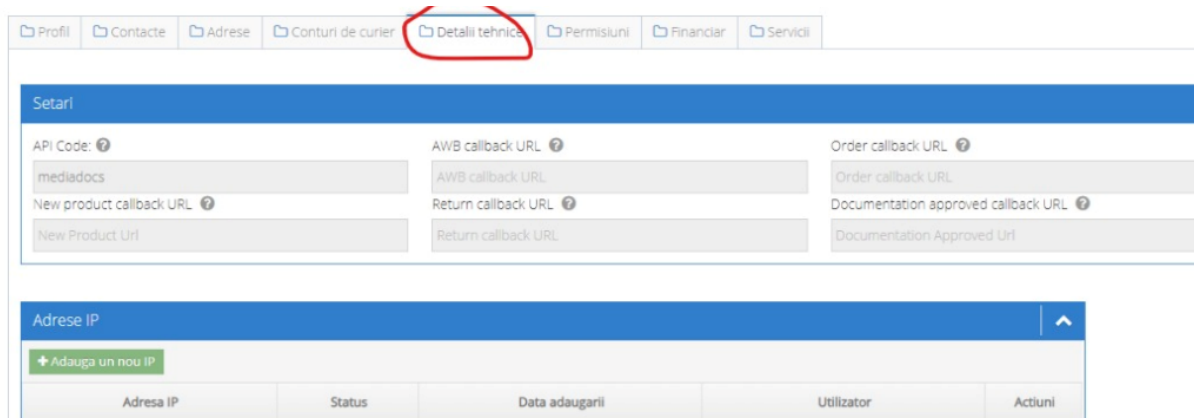 Profil Contacte Adrese Conturi de curier Detalii tehnice Permisiuni Financiar Servicii
Setari
API Code: AWB callback URL Order callback URL
mediadocs AWB callback URL Order callback URL
New product callback URL Return callback URL Documentation approved callback URL
New Product Url Return callback URL Documentation Approved Url
Adrese IP
+ Adauga un nou IP
Adresa IP Status Data adaugarii Utilizator Actiuni